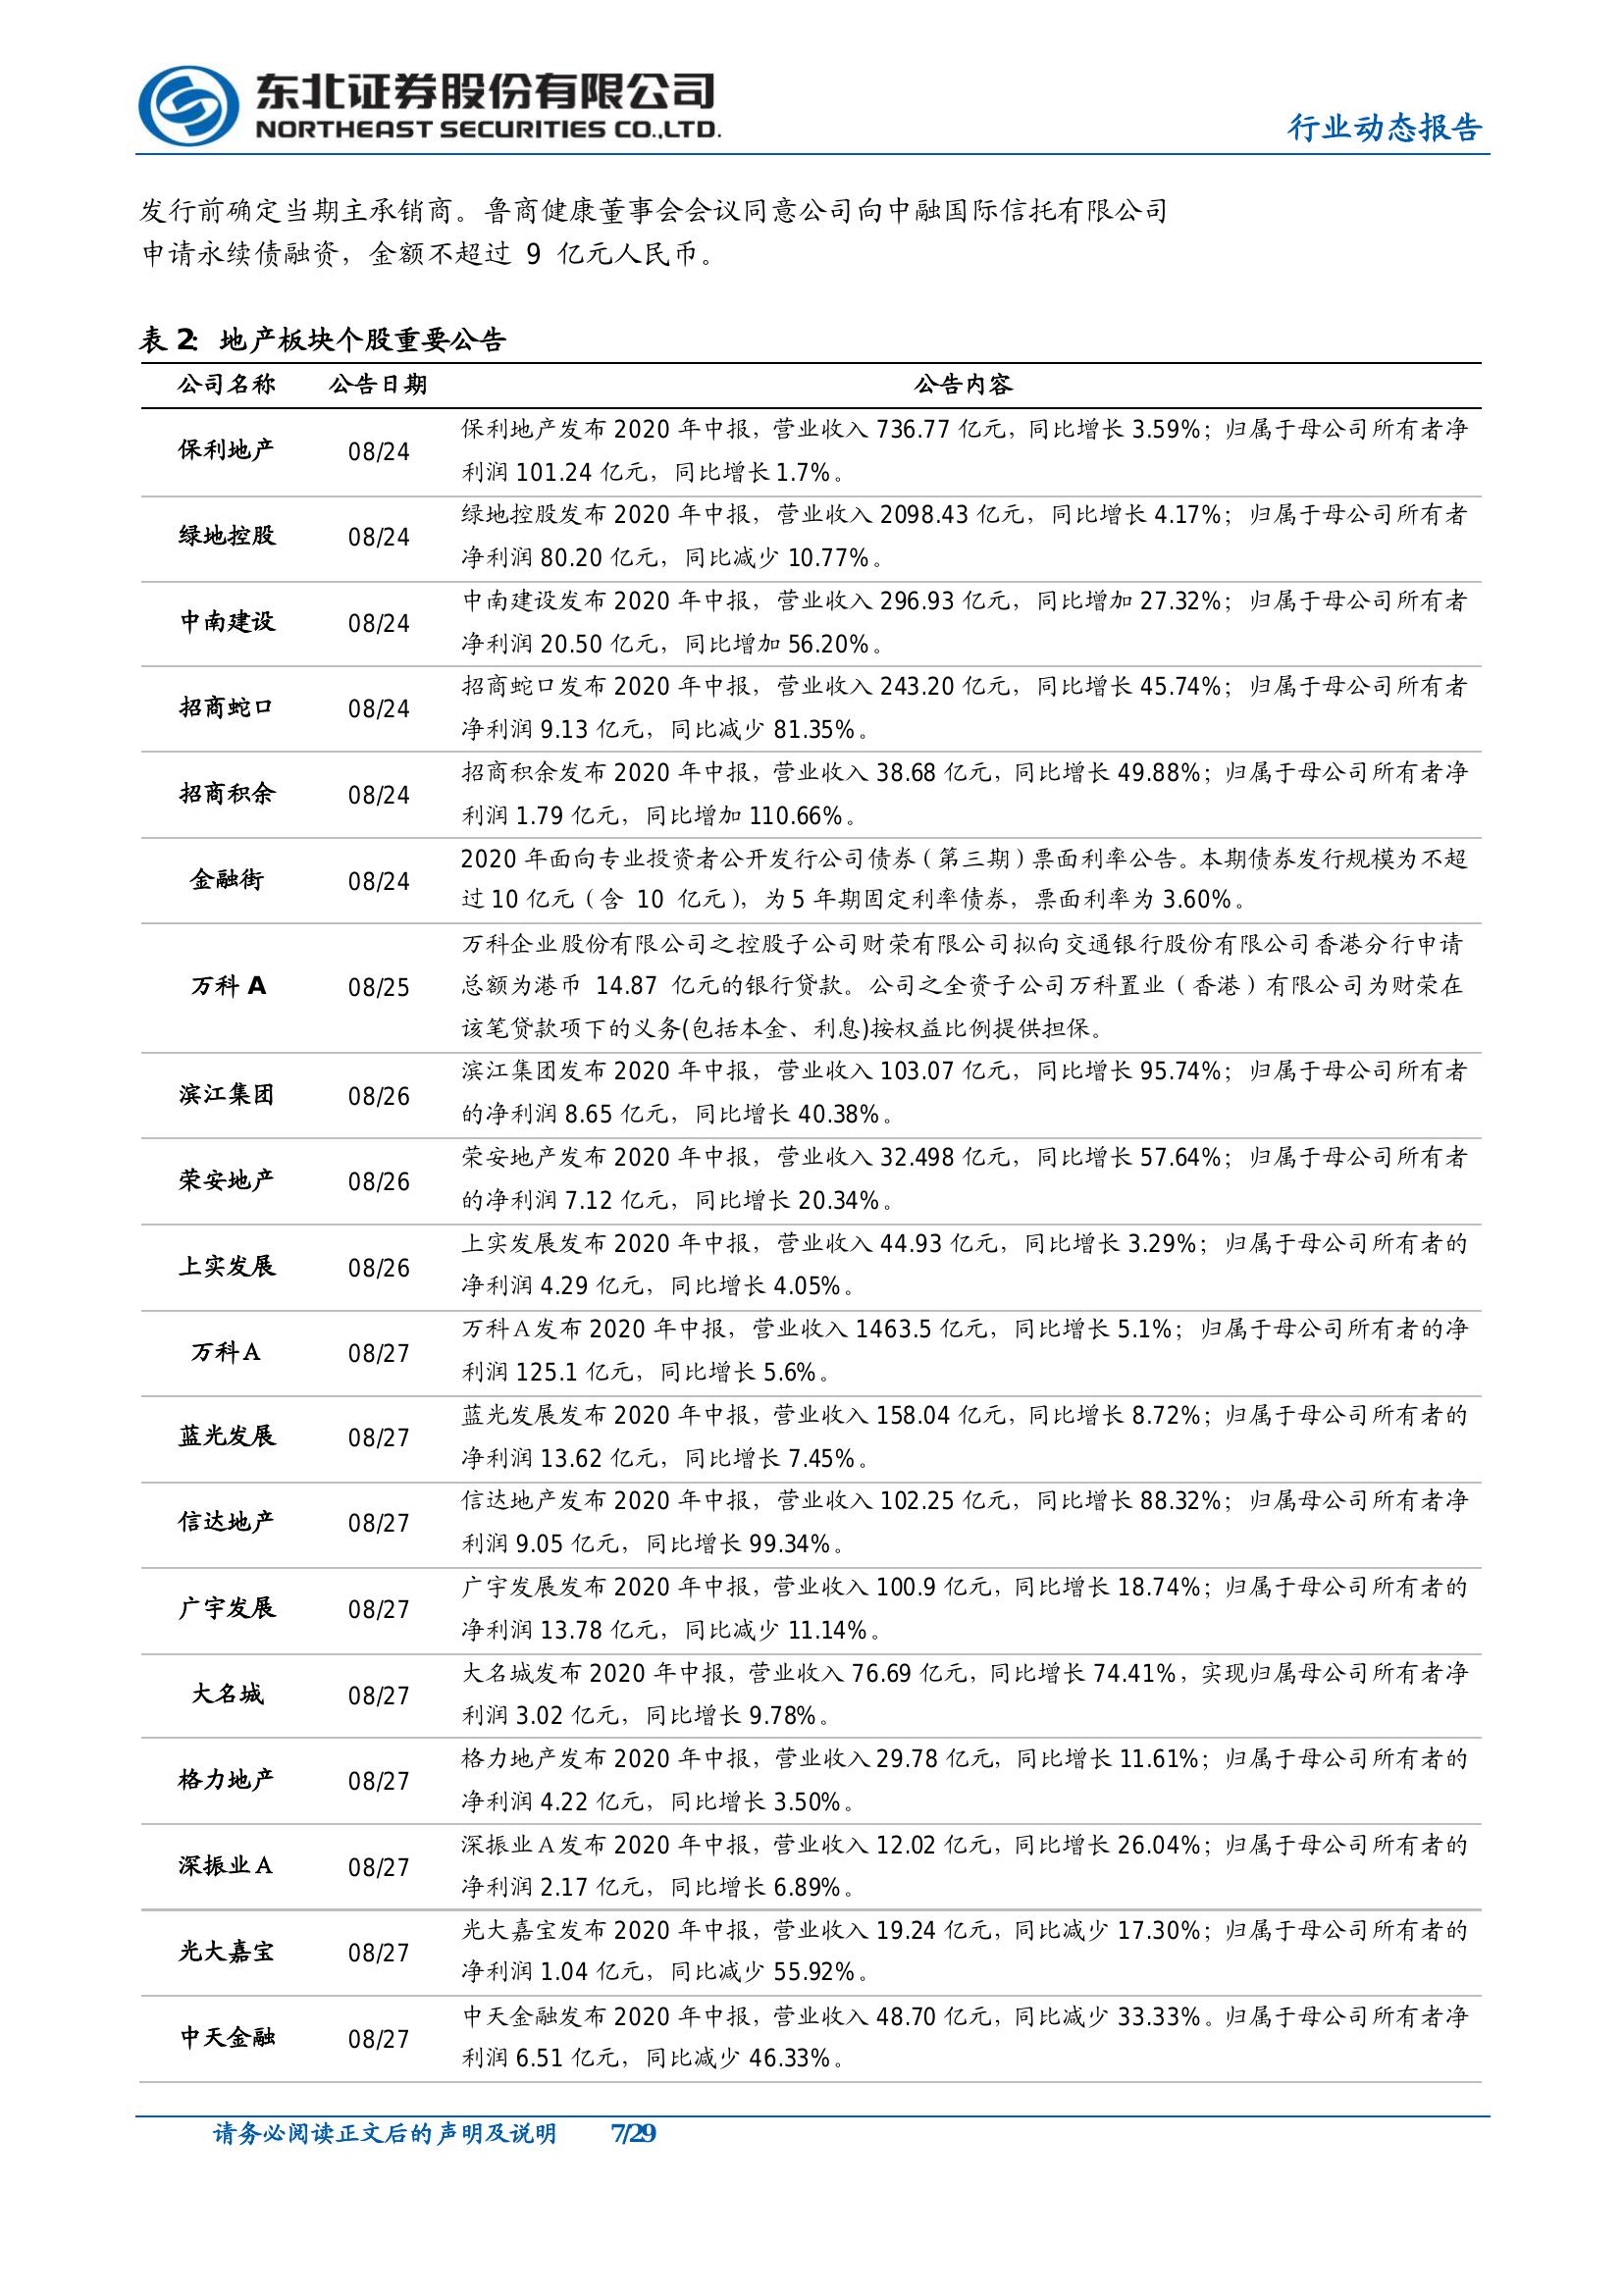 东北证券股份有限公司
NORTHEAST SECURITIES CO.,LTD.
行业动态报告
发行前确定当期主承销商。鲁商健康董事会会议同意公司向中融国际信托有限公司
申请永续债融资，金额不超过 9 亿元人民币。
表 2：地产板块个股重要公告
公司名称 公告日期 公告内容
保利地产 08/24 保利地产发布 2020 年中报，营业收入 736.77 亿元，同比增长 3.59%；归属于母公司所有者净
利润 101.24 亿元，同比增长 1.7%。
绿地控股 08/24 绿地控股发布 2020 年中报，营业收入 2098.43 亿元，同比增长 4.17%；归属于母公司所有者
净利润 80.20 亿元，同比减少 10.77%。
中南建设 08/24 中南建设发布 2020 年中报，营业收入 296.93 亿元，同比增加 27.32%；归属于母公司所有者
净利润 20.50 亿元，同比增加 56.20%。
招商蛇口 08/24 招商蛇口发布 2020 年中报，营业收入 243.20 亿元，同比增长 45.74%；归属于母公司所有者
净利润 9.13 亿元，同比减少 81.35%。
招商积余 08/24 招商积余发布 2020 年中报，营业收入 38.68 亿元，同比增长 49.88%；归属于母公司所有者净
利润 1.79 亿元，同比增加 110.66%。
金融街 08/24 2020 年面向专业投资者公开发行公司债券（第三期）票面利率公告。本期债券发行规模为不超
过 10 亿元（含 10 亿元），为 5 年期固定利率债券，票面利率为 3.60%。
万科 A 08/25 万科企业股份有限公司之控股子公司财荣有限公司拟向交通银行股份有限公司香港分行申请
总额为港币 14.87 亿元的银行贷款。公司之全资子公司万科置业（香港）有限公司为财荣在
该笔贷款项下的义务(包括本金、利息)按权益比例提供担保。
滨江集团 08/26 滨江集团发布 2020 年中报，营业收入 103.07 亿元，同比增长 95.74%；归属于母公司所有者
的净利润 8.65 亿元，同比增长 40.38%。
荣安地产 08/26 荣安地产发布 2020 年中报，营业收入 32.498 亿元，同比增长 57.64%；归属于母公司所有者
的净利润 7.12 亿元，同比增长 20.34%。
上实发展 08/26 上实发展发布 2020 年中报，营业收入 44.93 亿元，同比增长 3.29%；归属于母公司所有者的
净利润 4.29 亿元，同比增长 4.05%。
万科Ａ 08/27 万科Ａ发布 2020 年中报，营业收入 1463.5 亿元，同比增长 5.1%；归属于母公司所有者的净
利润 125.1 亿元，同比增长 5.6%。
蓝光发展 08/27 蓝光发展发布 2020 年中报，营业收入 158.04 亿元，同比增长 8.72%；归属于母公司所有者的
净利润 13.62 亿元，同比增长 7.45%。
信达地产 08/27 信达地产发布 2020 年中报，营业收入 102.25 亿元，同比增长 88.32%；归属母公司所有者净
利润 9.05 亿元，同比增长 99.34%。
广宇发展 08/27 广宇发展发布 2020 年中报，营业收入 100.9 亿元，同比增长 18.74%；归属于母公司所有者的
净利润 13.78 亿元，同比减少 11.14%。
大名城 08/27 大名城发布 2020 年中报，营业收入 76.69 亿元，同比增长 74.41%，实现归属母公司所有者净
利润 3.02 亿元，同比增长 9.78%。
格力地产 08/27 格力地产发布 2020 年中报，营业收入 29.78 亿元，同比增长 11.61%；归属于母公司所有者的
净利润 4.22 亿元，同比增长 3.50%。
深振业Ａ 08/27 深振业Ａ发布 2020 年中报，营业收入 12.02 亿元，同比增长 26.04%；归属于母公司所有者的
净利润 2.17 亿元，同比增长 6.89%。
光大嘉宝 08/27 光大嘉宝发布 2020 年中报，营业收入 19.24 亿元，同比减少 17.30%；归属于母公司所有者的
净利润 1.04 亿元，同比减少 55.92%。
中天金融 08/27 中天金融发布 2020 年中报，营业收入 48.70 亿元，同比减少 33.33%。归属于母公司所有者净
利润 6.51 亿元，同比减少 46.33%。
请务必阅读正文后的声明及说明 7/29